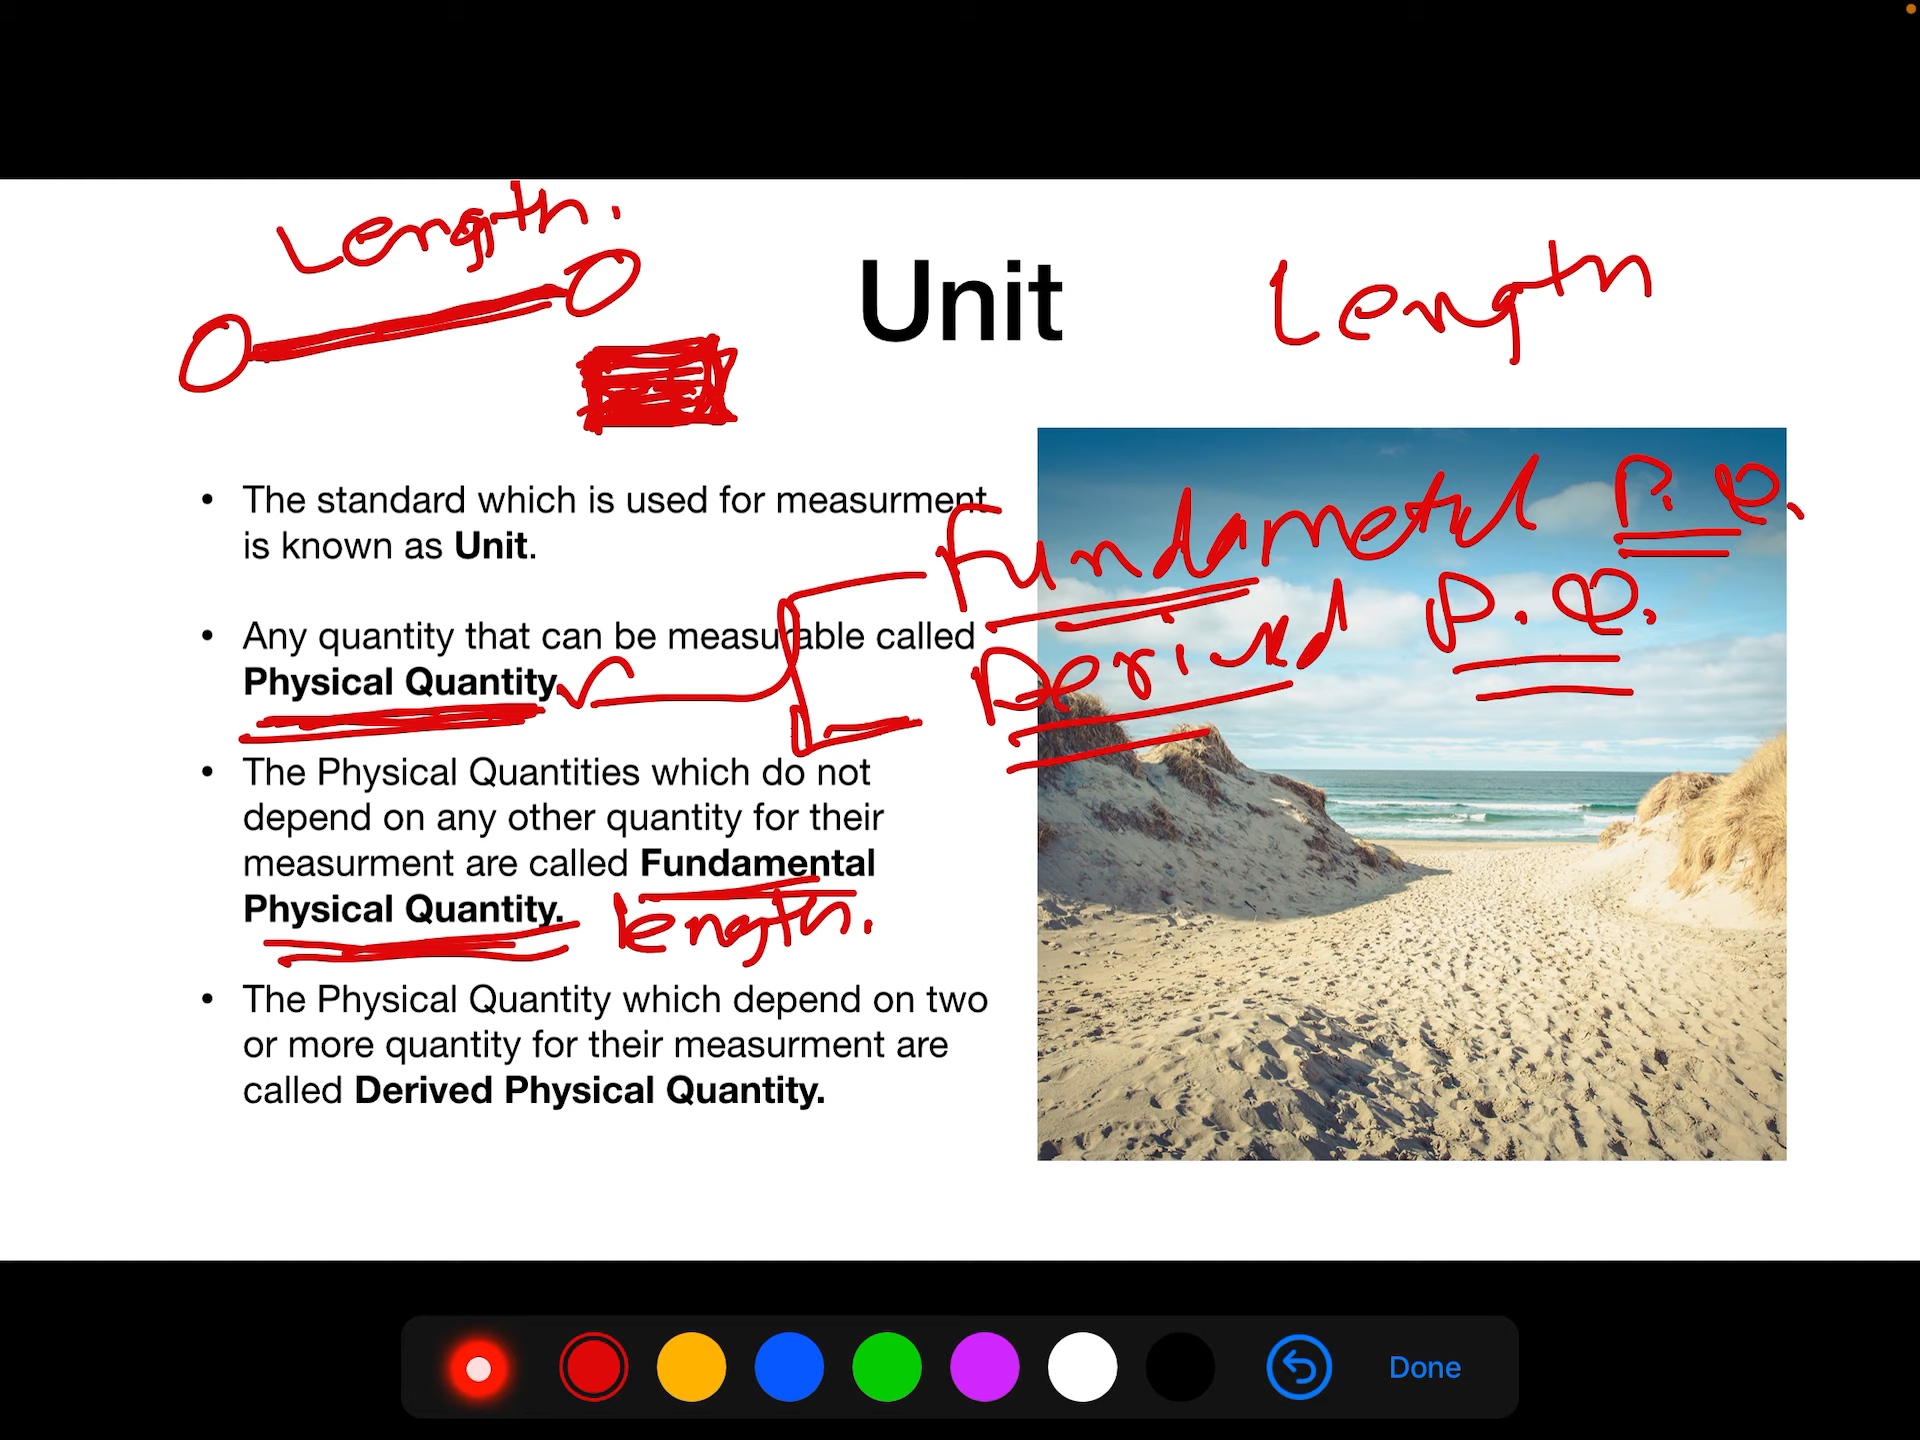 Length.
Unit
Length
• The standard which is used for measurment
is known as Unit.
Fundametal P.Q.
• Any quantity that can be measurable called
Physical Quantity.
Derived P.Q.
• The Physical Quantities which do not
depend on any other quantity for their
measurment are called Fundamental
Physical Quantity. length.
• The Physical Quantity which depend on two
or more quantity for their measurment are
called Derived Physical Quantity.
Done